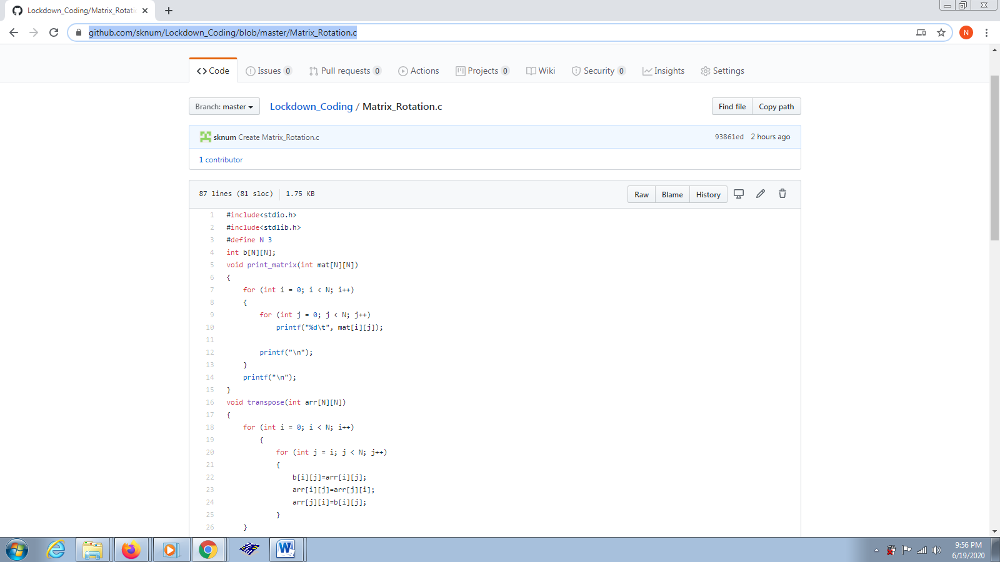 Lockdown_Coding/Matrix_Rotatio
github.com/sknum/Lockdown_Coding/blob/master/Matrix_Rotation.c
N
Code Issues 0 Pull requests 0 Actions Projects 0 Wiki Security 0 Insights Settings
Branch: master Lockdown_Coding / Matrix_Rotation.c Find file Copy path
sknum Create Matrix_Rotation.c 93861ed 2 hours ago
1 contributor
87 lines (81 sloc) 1.75 KB Raw Blame History
1 #include<stdio.h>
2 #include<stdlib.h>
3 #define N 3
4 int b[N][N];
5 void print_matrix(int mat[N][N])
6 {
7 for (int i = 0; i < N; i++)
8 {
9 for (int j = 0; j < N; j++)
10 printf("%d\t", mat[i][j]);
11
12 printf("\n");
13 }
14 printf("\n");
15 }
16 void transpose(int arr[N][N])
17 {
18 for (int i = 0; i < N; i++)
19 {
20 for (int j = i; j < N; j++)
21 {
22 b[i][j]=arr[i][j];
23 arr[i][j]=arr[j][i];
24 arr[j][i]=b[i][j];
25 }
26 }
W
9:56 PM
6/19/2020